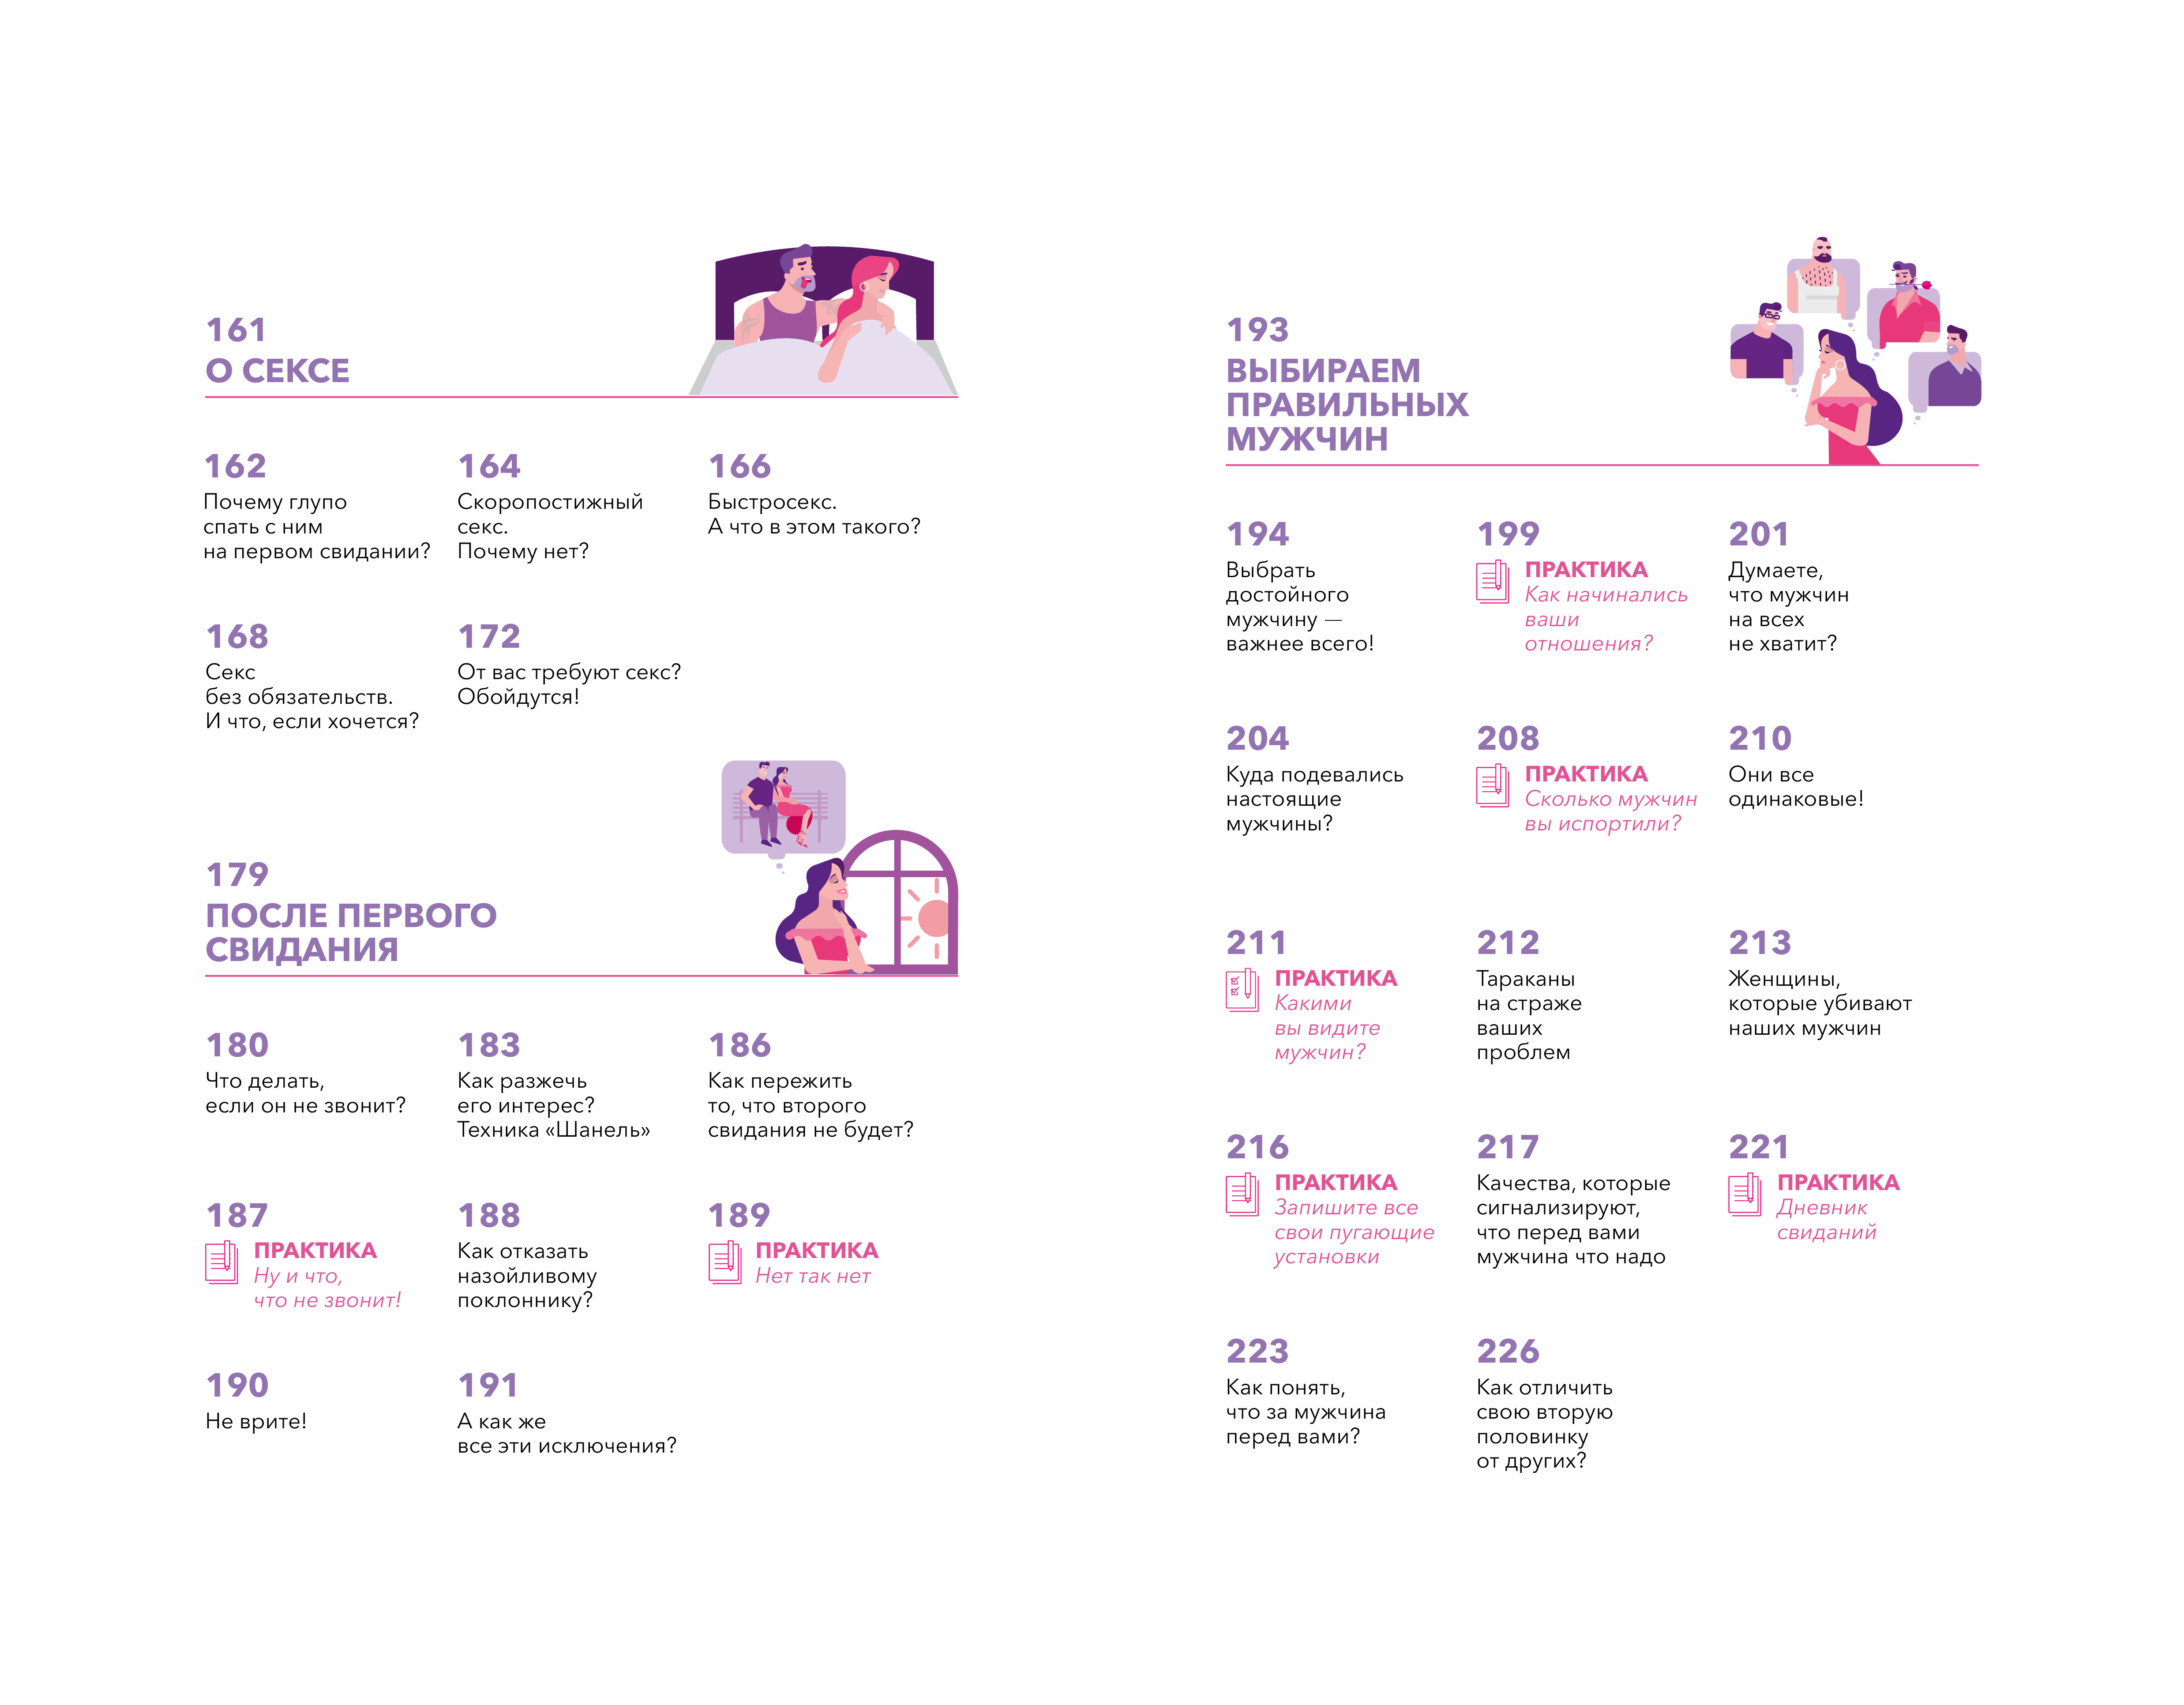 161
О СЕКСЕ
162
Почему глупо
спать с ним
на первом свидании?
164
Скоропостижный
секс.
Почему нет?
166
Быстросекс.
А что в этом такого?
168
Секс
без обязательств.
И что, если хочется?
172
От вас требуют секс?
Обойдутся!
179
ПОСЛЕ ПЕРВОГО
СВИДАНИЯ
180
Что делать,
если он не звонит?
183
Как разжечь
его интерес?
Техника «Шанель»
186
Как пережить
то, что второго
свидания не будет?
187
ПРАКТИКА
Ну и что,
что не звонит!
188
Как отказать
назойливому
поклоннику?
189
ПРАКТИКА
Нет так нет
190
Не врите!
191
А как же
все эти исключения?
193
ВЫБИРАЕМ
ПРАВИЛЬНЫХ
МУЖЧИН
194
Выбрать
достойного
мужчину —
важнее всего!
199
ПРАКТИКА
Как начинались
ваши
отношения?
201
Думаете,
что мужчин
на всех
не хватит?
204
Куда подевались
настоящие
мужчины?
208
ПРАКТИКА
Сколько мужчин
вы испортили?
210
Они все
одинаковые!
211
ПРАКТИКА
Какими
вы видите
мужчин?
212
Тараканы
на страже
ваших
проблем
213
Женщины,
которые убивают
наших мужчин
216
ПРАКТИКА
Запишите все
свои пугающие
установки
217
Качества, которые
сигнализируют,
что перед вами
мужчина что надо
221
ПРАКТИКА
Дневник
свиданий
223
Как понять,
что за мужчина
перед вами?
226
Как отличить
свою вторую
половинку
от других?